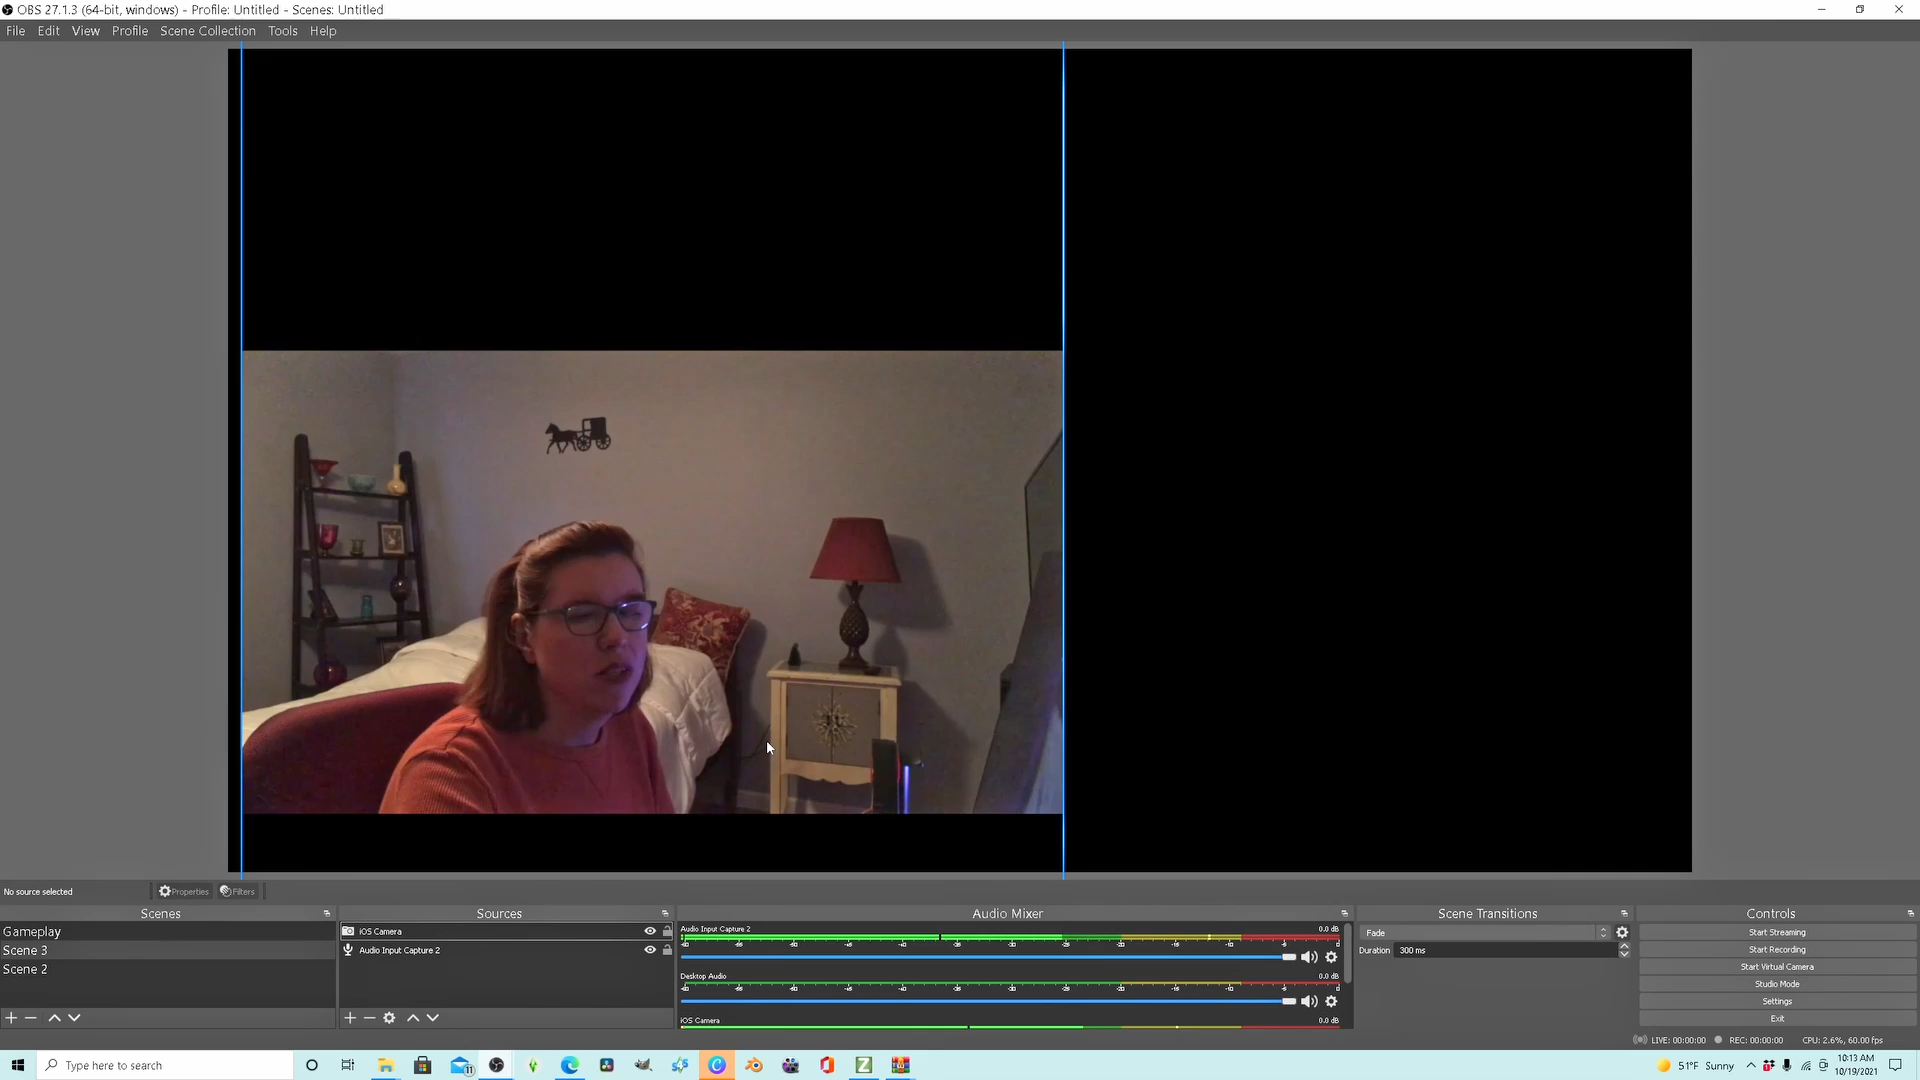 OBS 27.1.3 (64-bit, windows) - Profile: Untitled - Scenes: Untitled
File Edit View Profile Scene Collection Tools Help
No source selected Properties Filters
Scenes Sources Audio Mixer Scene Transitions Controls
Gameplay
Scene 3
Scene 2
iOS Camera
Audio Input Capture 2
Audio Input Capture 2 0.0 dB
Desktop Audio 0.0 dB
iOS Camera 0.0 dB
Fade
Duration 300 ms
Start Streaming
Start Recording
Start Virtual Camera
Studio Mode
Settings
Exit
LIVE: 00:00:00 REC: 00:00:00 CPU: 2.6%, 60.00 fps
Type here to search
11
51°F Sunny
10:13 AM
10/19/2021